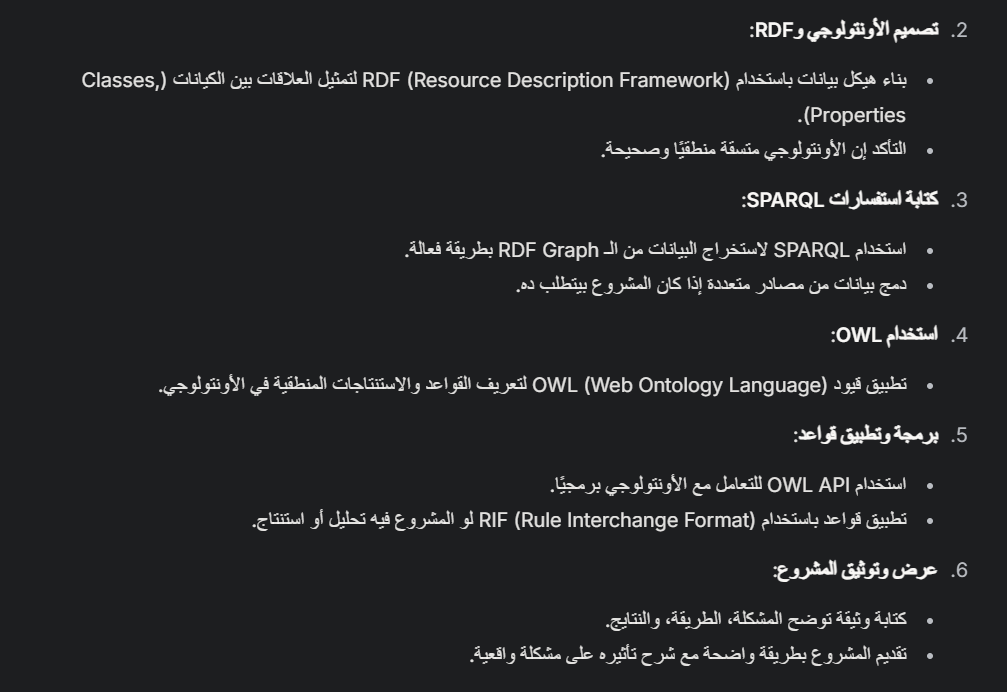 2. تصميم الأونتولوجي وRDF:
• بناء هيكل بيانات باستخدام RDF (Resource Description Framework) لتمثيل العلاقات بين الكيانات (Classes,
Properties).
• التأكد إن الأونتولوجي متسقة منطقيًا وصحيحة.
3. كتابة استفسارات SPARQL:
• استخدام SPARQL لاستخراج البيانات من الـ RDF Graph بطريقة فعالة.
• دمج بيانات من مصادر متعددة إذا كان المشروع بيتطلب ده.
4. استخدام OWL:
• تطبيق قيود OWL (Web Ontology Language) لتعريف القواعد والاستنتاجات المنطقية في الأونتولوجي.
5. برمجة وتطبيق قواعد:
• استخدام OWL API للتعامل مع الأونتولوجي برمجيًا.
• تطبيق قواعد باستخدام RIF (Rule Interchange Format) لو المشروع فيه تحليل أو استنتاج.
6. عرض وتوثيق المشروع:
• كتابة وثيقة توضح المشكلة، الطريقة، والنتايج.
• تقديم المشروع بطريقة واضحة مع شرح تأثيره على مشكلة واقعية.